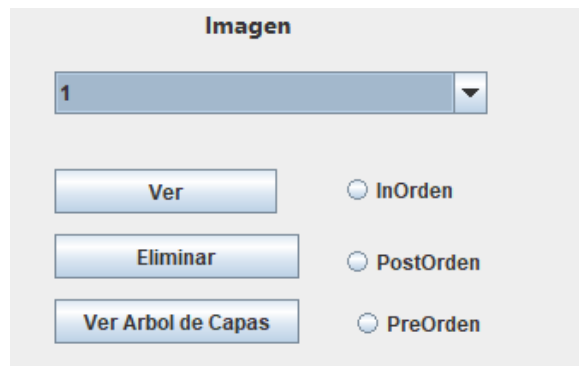 Imagen
1
Ver
InOrden
Eliminar
PostOrden
Ver Arbol de Capas
PreOrden